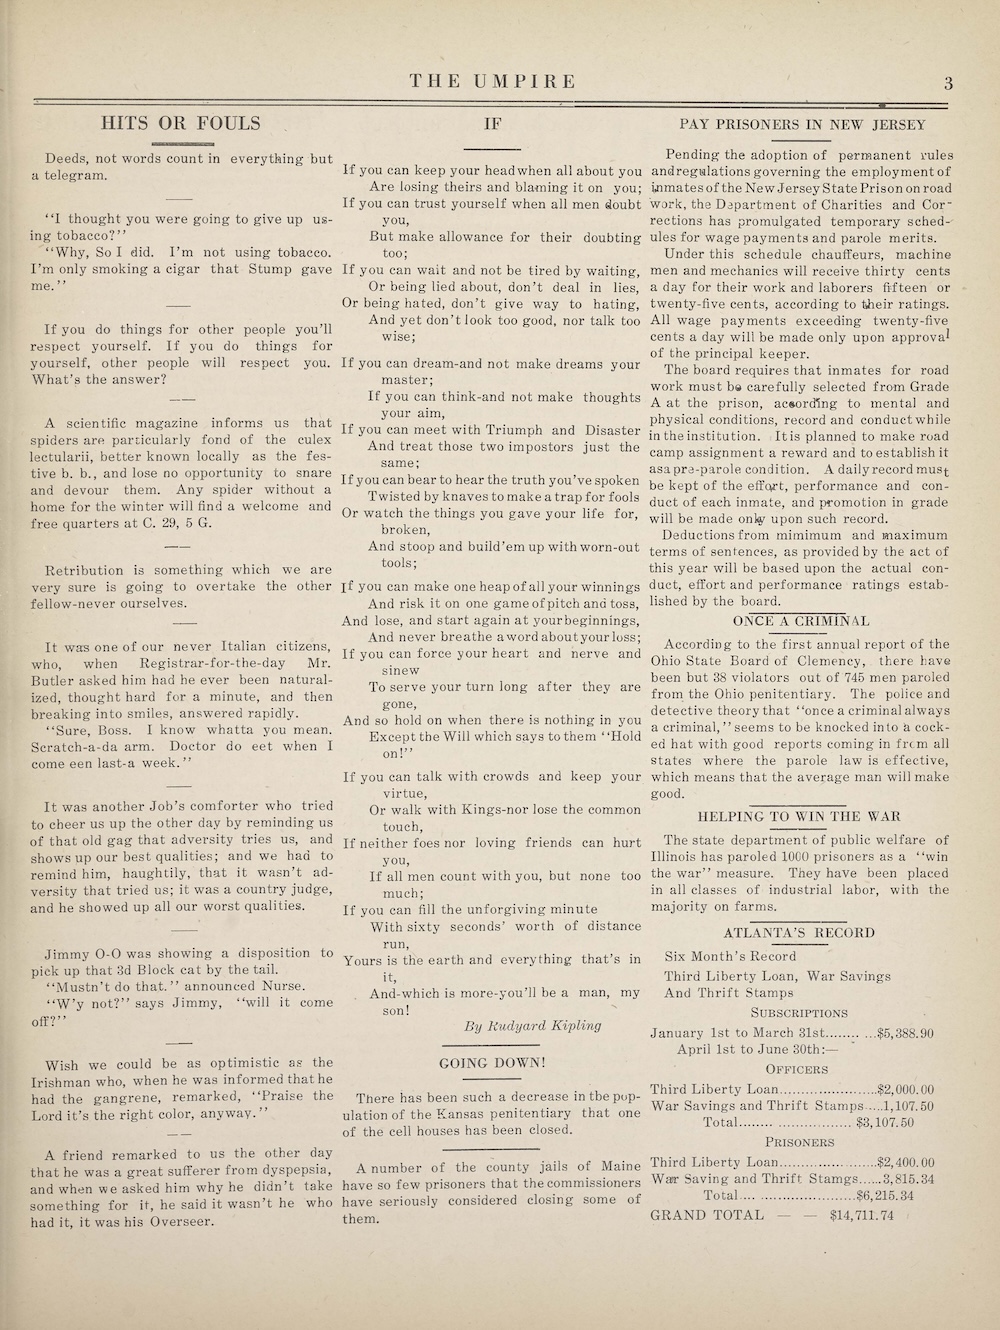 THE UMPIRE
3
HITS OR FOULS
Deeds, not words count in everything but
a telegram.
“I thought you were going to give up us-
ing tobacco?”
“Why, So I did. I’m not using tobacco.
I’m only smoking a cigar that Stump gave
me.”
If you do things for other people you’ll
respect yourself. If you do things for
yourself, other people will respect you.
What’s the answer?
A scientific magazine informs us that
spiders are particularly fond of the culex
lectularii, better known locally as the fes-
tive b. b., and lose no opportunity to snare
and devour them. Any spider without a
home for the winter will find a welcome and
free quarters at C. 29, 5 G.
Retribution is something which we are
very sure is going to overtake the other
fellow-never ourselves.
It was one of our never Italian citizens,
who, when Registrar-for-the-day Mr.
Butler asked him had he ever been natural-
ized, thought hard for a minute, and then
breaking into smiles, answered rapidly.
“Sure, Boss. I know whatta you mean.
Scratch-a-da arm. Doctor do eet when I
come een last-a week.”
It was another Job’s comforter who tried
to cheer us up the other day by reminding us
of that old gag that adversity tries us, and
shows up our best qualities; and we had to
remind him, haughtily, that it wasn’t ad-
versity that tried us; it was a country judge,
and he showed up all our worst qualities.
Jimmy O-O was showing a disposition to
pick up that 3d Block cat by the tail.
“Mustn’t do that.” announced Nurse.
“W’y not?” says Jimmy, “will it come
off?”
Wish we could be as optimistic as the
Irishman who, when he was informed that he
had the gangrene, remarked, “Praise the
Lord it’s the right color, anyway.”
A friend remarked to us the other day
that he was a great sufferer from dyspepsia,
and when we asked him why he didn’t take
something for it, he said it wasn’t he who
had it, it was his Overseer.
IF
If you can keep your head when all about you
Are losing theirs and blaming it on you;
If you can trust yourself when all men doubt
you,
But make allowance for their doubting
too;
If you can wait and not be tired by waiting,
Or being lied about, don’t deal in lies,
Or being hated, don’t give way to hating,
And yet don’t look too good, nor talk too
wise;
If you can dream-and not make dreams your
master;
If you can think-and not make thoughts
your aim,
If you can meet with Triumph and Disaster
And treat those two impostors just the
same;
If you can bear to hear the truth you’ve spoken
Twisted by knaves to make a trap for fools
Or watch the things you gave your life for,
broken,
And stoop and build’em up with worn-out
tools;
If you can make one heap of all your winnings
And risk it on one game of pitch and toss,
And lose, and start again at your beginnings,
And never breathe a word about your loss;
If you can force your heart and nerve and
sinew
To serve your turn long after they are
gone,
And so hold on when there is nothing in you
Except the Will which says to them “Hold
on!”
If you can talk with crowds and keep your
virtue,
Or walk with Kings-nor lose the common
touch,
If neither foes nor loving friends can hurt
you,
If all men count with you, but none too
much;
If you can fill the unforgiving minute
With sixty seconds’ worth of distance
run,
Yours is the earth and everything that’s in
it,
And-which is more-you’ll be a man, my
son!
By Rudyard Kipling
GOING DOWN!
There has been such a decrease in the pop-
ulation of the Kansas penitentiary that one
of the cell houses has been closed.
A number of the county jails of Maine
have so few prisoners that the commissioners
have seriously considered closing some of
them.
PAY PRISONERS IN NEW JERSEY
Pending the adoption of permanent rules
and regulations governing the employment of
inmates of the New Jersey State Prison on road
work, the Department of Charities and Cor-
rections has promulgated temporary sched-
ules for wage payments and parole merits.
Under this schedule chauffeurs, machine
men and mechanics will receive thirty cents
a day for their work and laborers fifteen or
twenty-five cents, according to their ratings.
All wage payments exceeding twenty-five
cents a day will be made only upon approval
of the principal keeper.
The board requires that inmates for road
work must be carefully selected from Grade
A at the prison, according to mental and
physical conditions, record and conduct while
in the institution. It is planned to make road
camp assignment a reward and to establish it
as a pre-parole condition. A daily record must
be kept of the effort, performance and con-
duct of each inmate, and promotion in grade
will be made only upon such record.
Deductions from mimimum and maximum
terms of sentences, as provided by the act of
this year will be based upon the actual con-
duct, effort and performance ratings estab-
lished by the board.
ONCE A CRIMINAL
According to the first annual report of the
Ohio State Board of Clemency, there have
been but 38 violators out of 745 men paroled
from the Ohio penitentiary. The police and
detective theory that “once a criminal always
a criminal,” seems to be knocked into a cock-
ed hat with good reports coming in from all
states where the parole law is effective,
which means that the average man will make
good.
HELPING TO WIN THE WAR
The state department of public welfare of
Illinois has paroled 1000 prisoners as a “win
the war” measure. They have been placed
in all classes of industrial labor, with the
majority on farms.
ATLANTA’S RECORD
Six Month’s Record
Third Liberty Loan, War Savings
And Thrift Stamps
SUBSCRIPTIONS
January 1st to March 31st........ ...$5,388.90
April 1st to June 30th:—
OFFICERS
Third Liberty Loan.......................$2,000.00
War Savings and Thrift Stamps.....1,107.50
Total........ ................. $3,107.50
PRISONERS
Third Liberty Loan.......................$2,400.00
War Saving and Thrift Stamgs......3,815.34
Total.... ......................$6,215.34
GRAND TOTAL — — $14,711.74